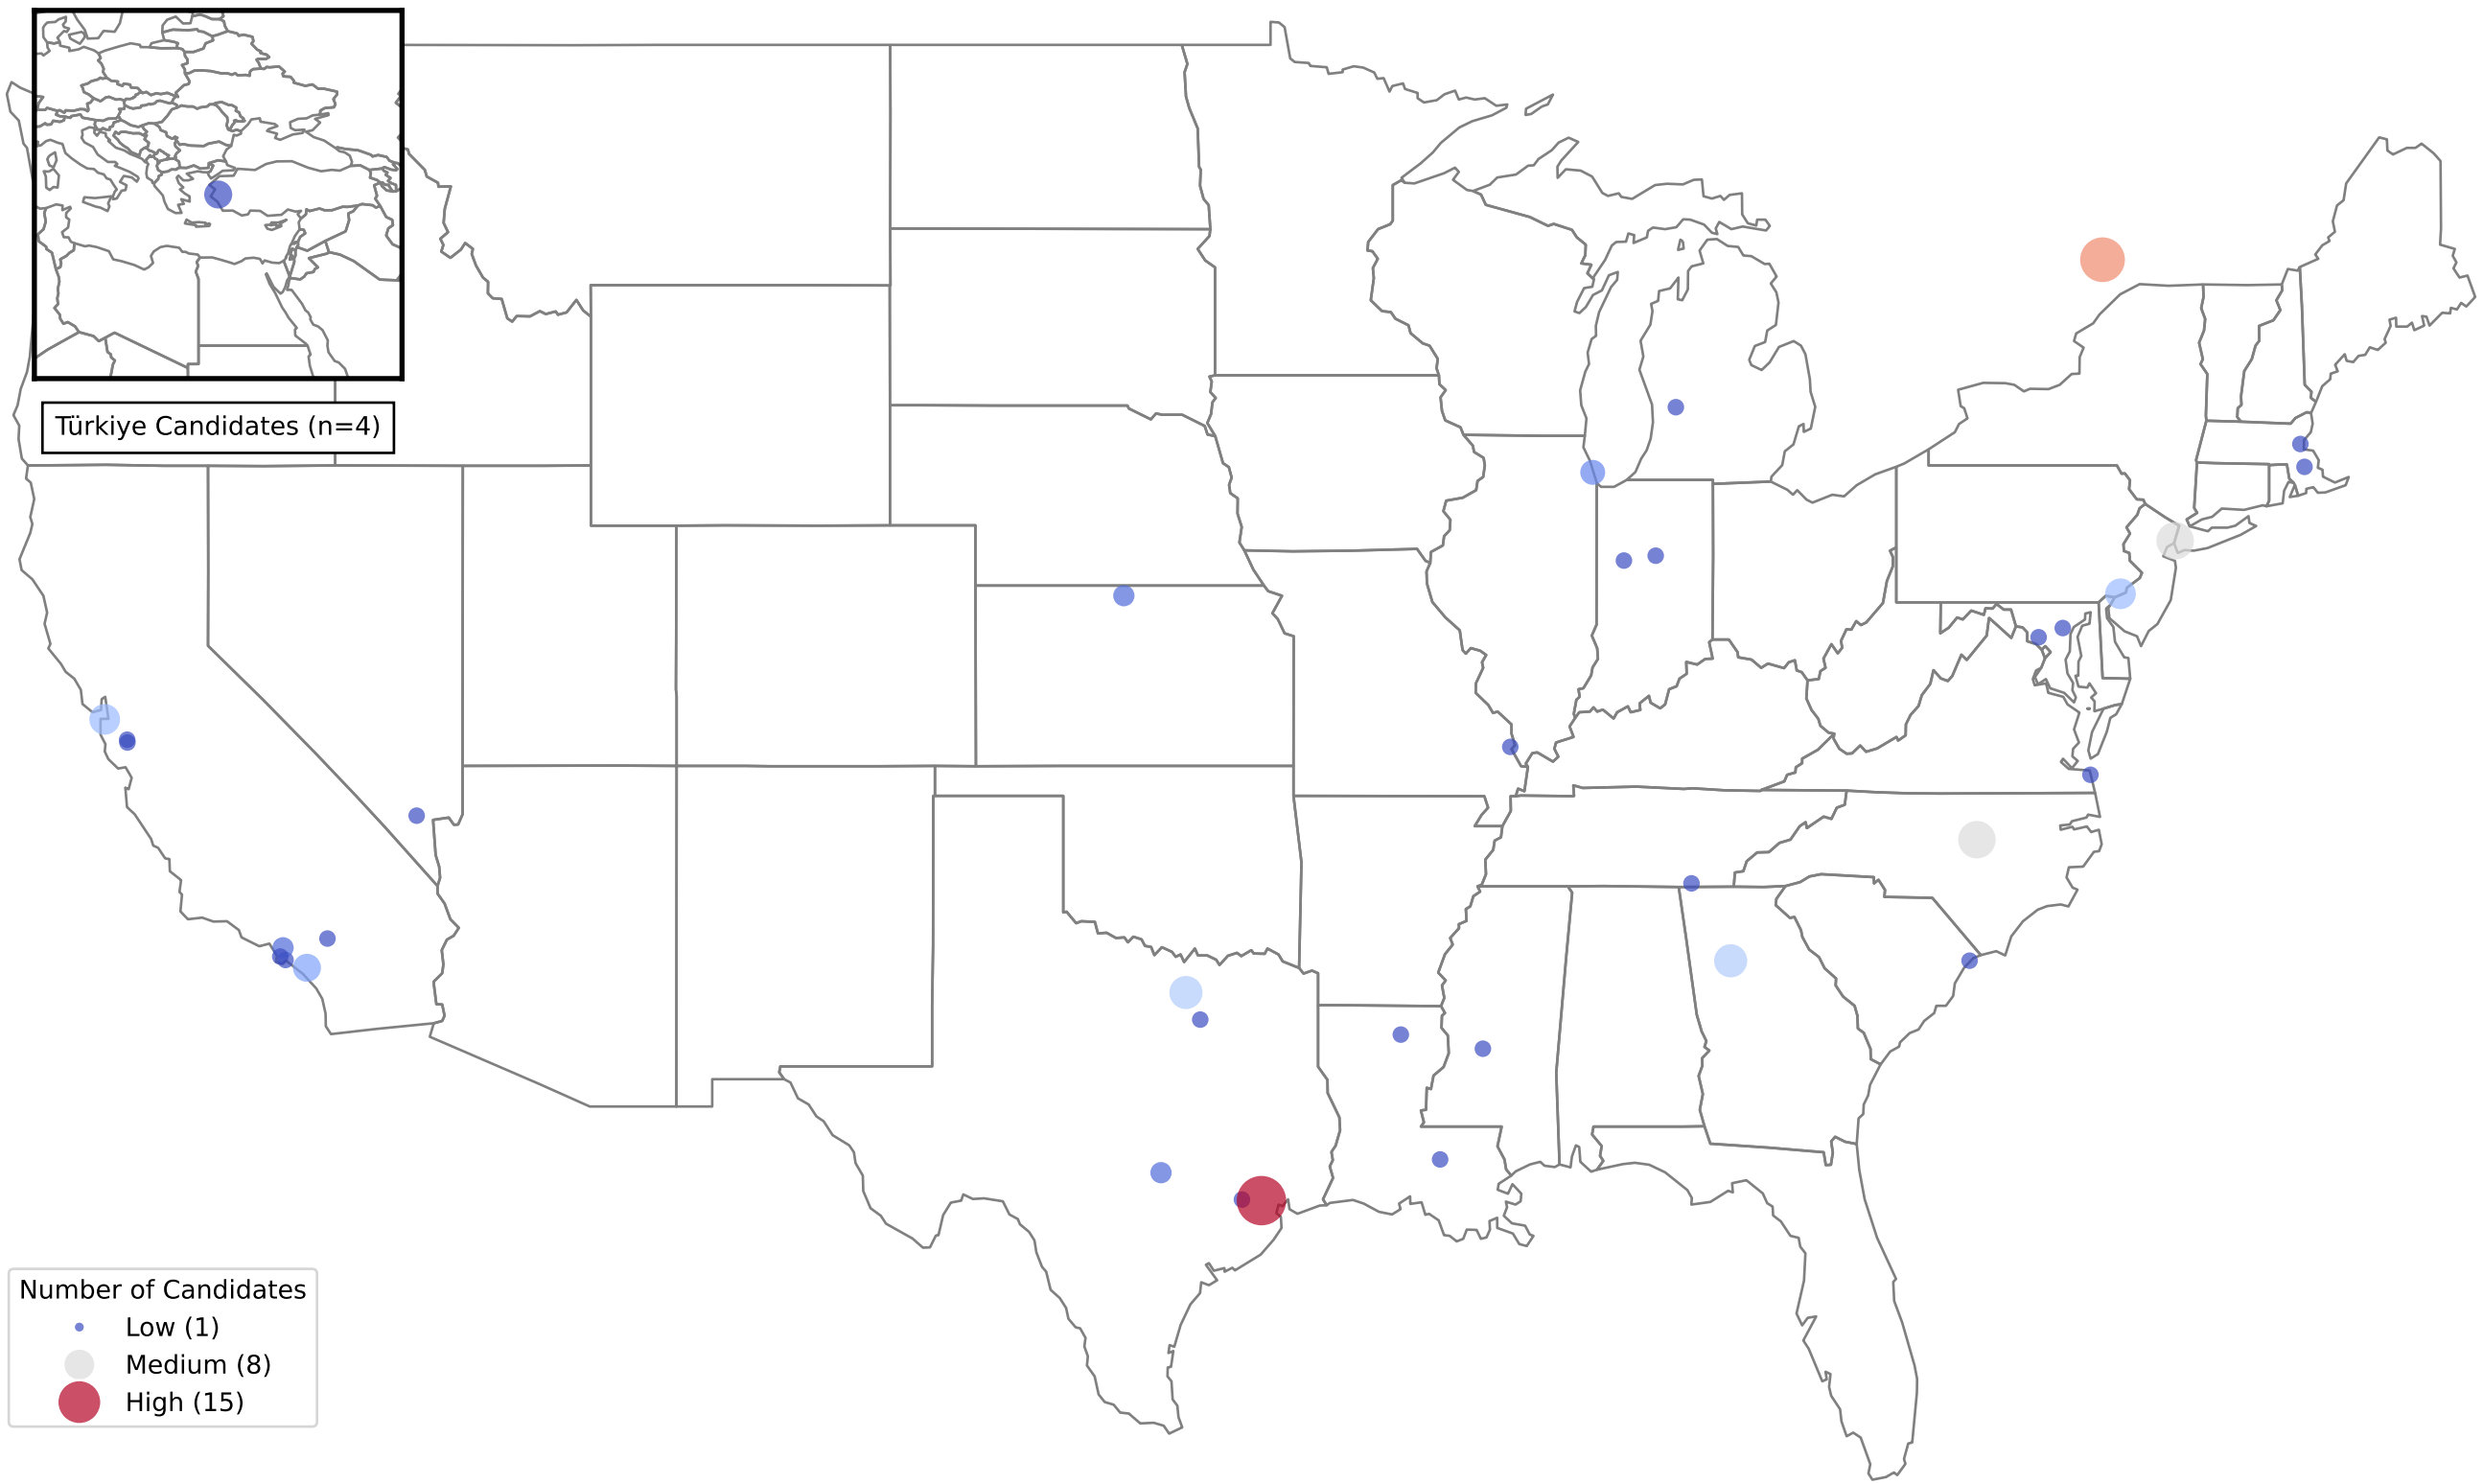 Türkiye Candidates (n=4)
Number of Candidates
Low (1)
Medium (8)
High (15)